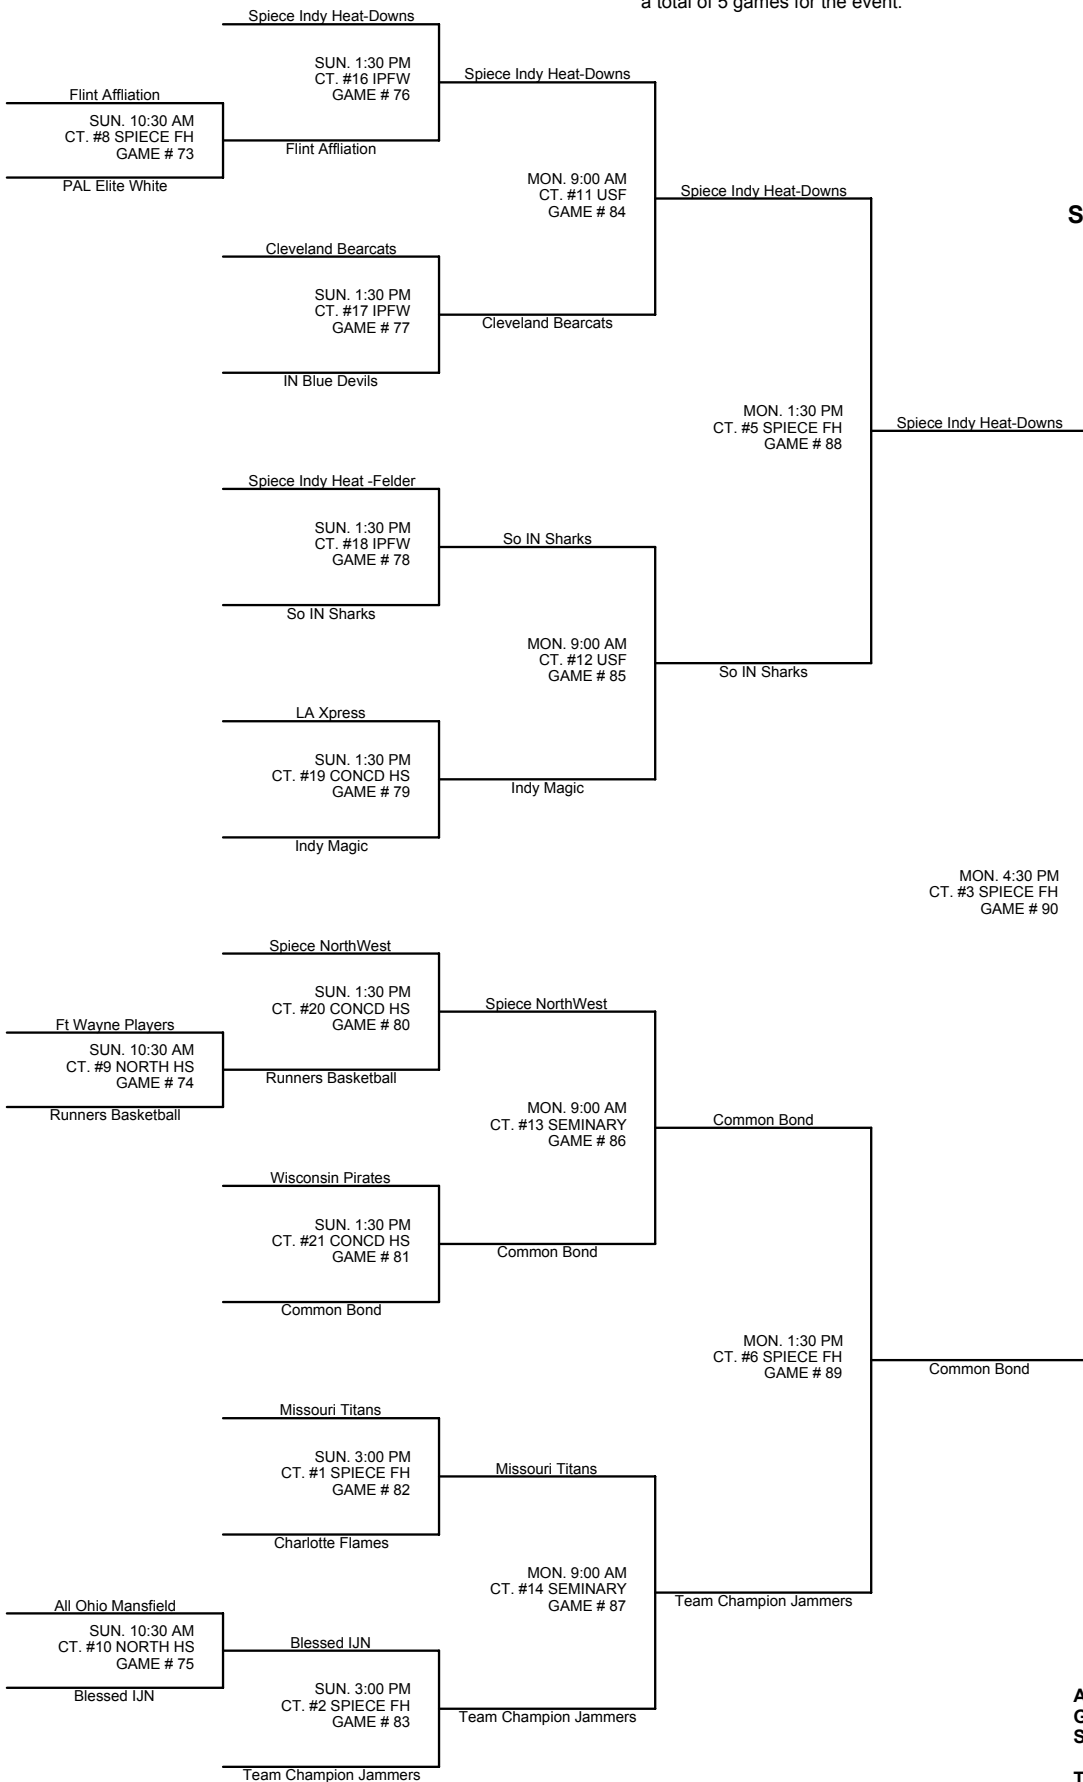 a total of 5 games for the event.
Spiece Indy Heat-Downs
SUN. 1:30 PM
CT. #16 IPFW
GAME # 76
Spiece Indy Heat-Downs
Flint Affliation
SUN. 10:30 AM
CT. #8 SPIECE FH
GAME # 73
Flint Affliation
PAL Elite White
MON. 9:00 AM
CT. #11 USF
GAME # 84
Spiece Indy Heat-Downs
S
Cleveland Bearcats
SUN. 1:30 PM
CT. #17 IPFW
GAME # 77
Cleveland Bearcats
IN Blue Devils
MON. 1:30 PM
CT. #5 SPIECE FH
GAME # 88
Spiece Indy Heat-Downs
Spiece Indy Heat -Felder
SUN. 1:30 PM
CT. #18 IPFW
GAME # 78
So IN Sharks
So IN Sharks
MON. 9:00 AM
CT. #12 USF
GAME # 85
So IN Sharks
LA Xpress
SUN. 1:30 PM
CT. #19 CONCD HS
GAME # 79
Indy Magic
Indy Magic
MON. 4:30 PM
CT. #3 SPIECE FH
GAME # 90
Spiece NorthWest
SUN. 1:30 PM
CT. #20 CONCD HS
GAME # 80
Spiece NorthWest
Ft Wayne Players
SUN. 10:30 AM
CT. #9 NORTH HS
GAME # 74
Runners Basketball
Runners Basketball
MON. 9:00 AM
CT. #13 SEMINARY
GAME # 86
Common Bond
Wisconsin Pirates
SUN. 1:30 PM
CT. #21 CONCD HS
GAME # 81
Common Bond
Common Bond
MON. 1:30 PM
CT. #6 SPIECE FH
GAME # 89
Common Bond
Missouri Titans
SUN. 3:00 PM
CT. #1 SPIECE FH
GAME # 82
Missouri Titans
Charlotte Flames
MON. 9:00 AM
CT. #14 SEMINARY
GAME # 87
Team Champion Jammers
All Ohio Mansfield
SUN. 10:30 AM
CT. #10 NORTH HS
GAME # 75
Blessed IJN
Blessed IJN
SUN. 3:00 PM
CT. #2 SPIECE FH
GAME # 83
Team Champion Jammers
Team Champion Jammers
A
G
S
T